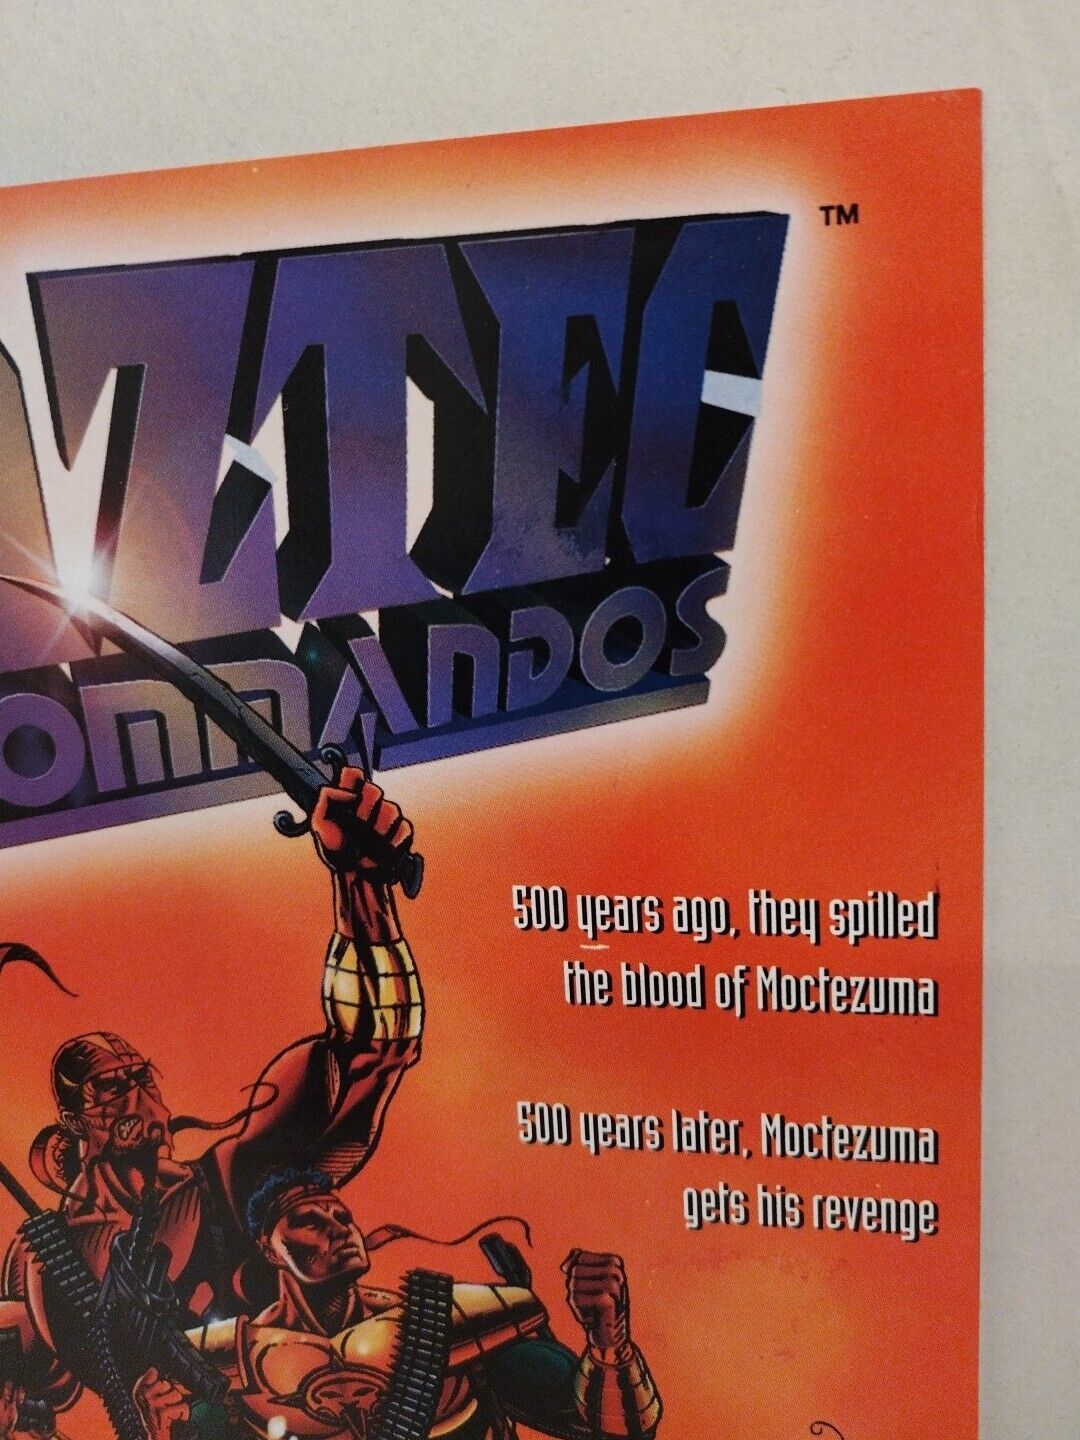 ZTEC ™
OMMANDOS
500 years ago, they spilled
the blood of Moctezuma
500 years later, Moctezuma
gets his revenge